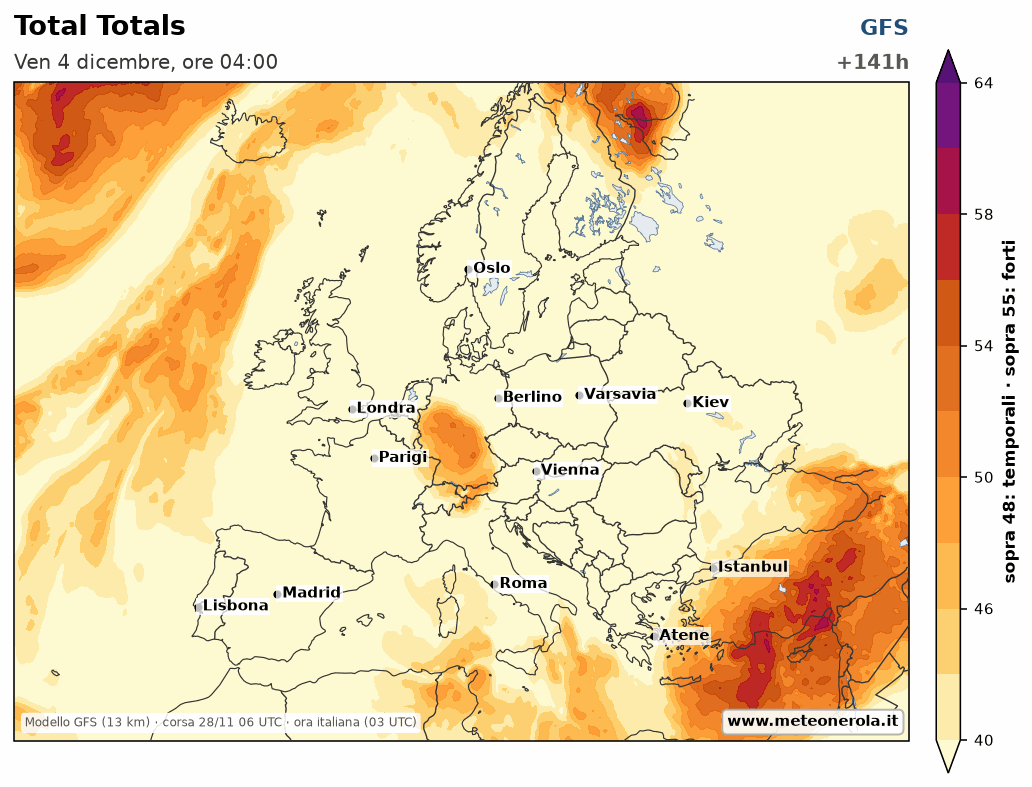 Total Totals
GFS
Ven 4 dicembre, ore 04:00
+141h
64
58
54
50
46
40
sopra 48: temporali · sopra 55: forti
Oslo
Berlino
Varsavia
Kiev
Londra
Parigi
Vienna
Istanbul
Roma
Madrid
Lisbona
Atene
Modello GFS (13 km) · corsa 28/11 06 UTC · ora italiana (03 UTC)
www.meteonerola.it